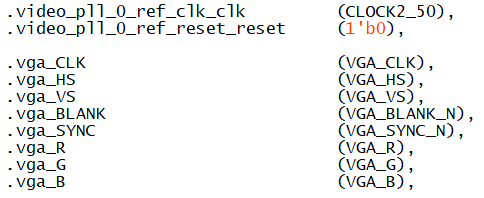 .video_pll_0_ref_clk_clk (CLOCK2_50),
.video_pll_0_ref_reset_reset (1'b0),
.vga_CLK (VGA_CLK),
.vga_HS (VGA_HS),
.vga_VS (VGA_VS),
.vga_BLANK (VGA_BLANK_N),
.vga_SYNC (VGA_SYNC_N),
.vga_R (VGA_R),
.vga_G (VGA_G),
.vga_B (VGA_B),